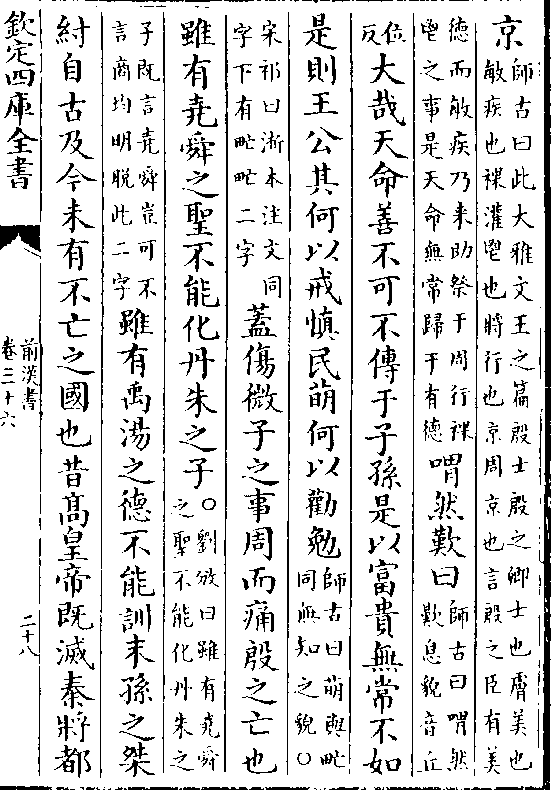 京師古曰此大雅文王之篇殷士殷之卿士也膚美也敏疾也祼灌鬯也將行也京周京也言殷之臣有美
德而敏疾乃来助祭于周行祼鬯之事是天命無常歸于有德喟然歎曰師古曰喟然歎息貌音丘
位反大哉天命善不可不傳于子孫是以富貴無常不如
是則王公其何以戒慎民萌何以勸勉師古曰萌與甿同無知之貌○
宋祁曰浙本注文同字下有甿甿二字蓋傷微子之事周而痛殷之亡也
雖有堯舜之聖不能化丹朱之子○劉攽曰雖有堯舜之聖不能化丹朱之
子既言堯舜豈可不言商均明脱此二字雖有禹湯之德不能訓末孫之桀
紂自古及今未有不亡之國也昔髙皇帝既滅秦將都
欽定四庫全書
前漢書
卷三十六
二十八